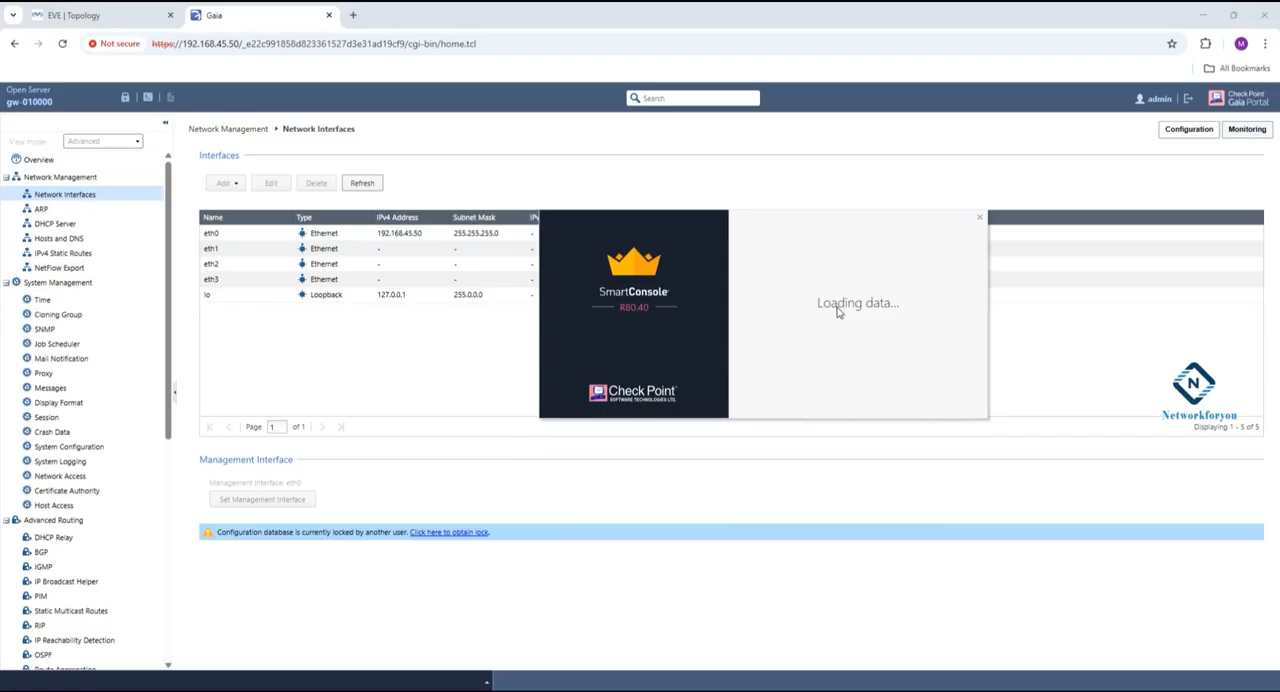 EVE | Topology
Gaia
Not secure https://192.168.45.50/_e22c991858d823361527d3e31ad19cf9/cgi-bin/home.tcl
M
All Bookmarks
Open Server
gw-010000
Search
admin
Check Point
Gaia Portal
View mode: Advanced
Network Management Network Interfaces
Configuration Monitoring
Overview
Network Management
Network Interfaces
ARP
DHCP Server
Hosts and DNS
IPv4 Static Routes
NetFlow Export
System Management
Time
Cloning Group
SNMP
Job Scheduler
Mail Notification
Proxy
Messages
Display Format
Session
Crash Data
System Configuration
System Logging
Network Access
Certificate Authority
Host Access
Advanced Routing
DHCP Relay
BGP
IGMP
IP Broadcast Helper
PIM
Static Multicast Routes
RIP
IP Reachability Detection
OSPF
Route Aggregation
Interfaces
Add Edit Delete Refresh
Name Type IPv4 Address Subnet Mask
eth0 Ethernet 192.168.45.50 255.255.255.0 -
eth1 Ethernet - - -
eth2 Ethernet - - -
eth3 Ethernet - - -
lo Loopback 127.0.0.1 255.0.0.0 -
SmartConsole
R80.40
Check Point
SOFTWARE TECHNOLOGIES LTD.
Loading data...
N
Networkforyou
Page 1 of 1
Displaying 1 - 5 of 5
Management Interface
Management Interface: eth0
Set Management Interface
Configuration database is currently locked by another user. Click here to obtain lock.